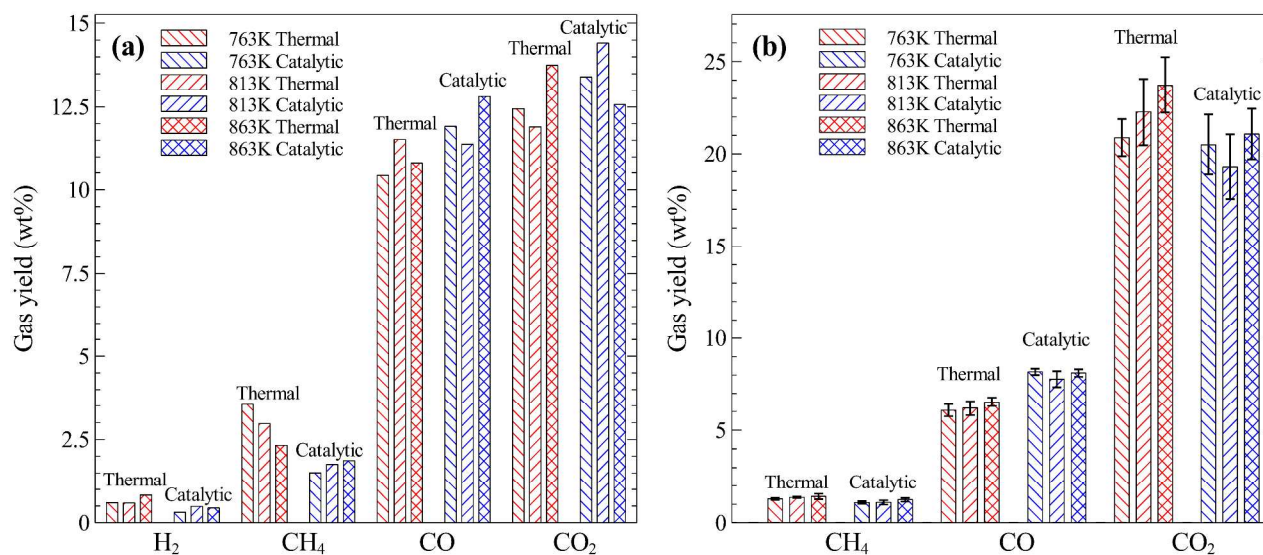 (a)
763K Thermal
763K Catalytic
813K Thermal
813K Catalytic
863K Thermal
863K Catalytic
Gas yield (wt%)
15
12.5
10
7.5
5
2.5
0
Thermal
Catalytic
Thermal
Catalytic
Thermal
Catalytic
Thermal
Catalytic
H₂
CH₄
CO
CO₂
(b)
763K Thermal
763K Catalytic
813K Thermal
813K Catalytic
863K Thermal
863K Catalytic
Gas yield (wt%)
25
20
15
10
5
0
Thermal
Catalytic
Thermal
Catalytic
Thermal
Catalytic
CH₄
CO
CO₂